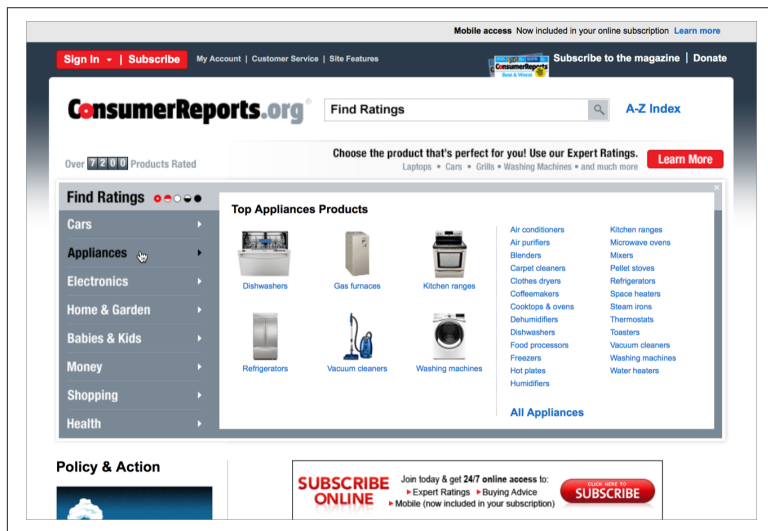 Mobile access Now included in your online subscription Learn more
Sign In | Subscribe My Account | Customer Service | Site Features
ConsumerReports
Best & Worst
Subscribe to the magazine | Donate
ConsumerReports.org®
Find Ratings
A-Z Index
Over 7200 Products Rated
Choose the product that's perfect for you! Use our Expert Ratings.
Laptops • Cars • Grills • Washing Machines • and much more
Learn More
Find Ratings
Cars
Appliances
Electronics
Home & Garden
Babies & Kids
Money
Shopping
Health
Top Appliances Products
Dishwashers Gas furnaces Kitchen ranges
Refrigerators Vacuum cleaners Washing machines
Air conditioners
Air purifiers
Blenders
Carpet cleaners
Clothes dryers
Coffeemakers
Cooktops & ovens
Dehumidifiers
Dishwashers
Food processors
Freezers
Hot plates
Humidifiers
Kitchen ranges
Microwave ovens
Mixers
Pellet stoves
Refrigerators
Space heaters
Steam irons
Thermostats
Toasters
Vacuum cleaners
Washing machines
Water heaters
All Appliances
Policy & Action
SUBSCRIBE
ONLINE
Join today & get 24/7 online access to:
Expert Ratings Buying Advice
Mobile (now included in your subscription)
CLICK HERE TO
SUBSCRIBE